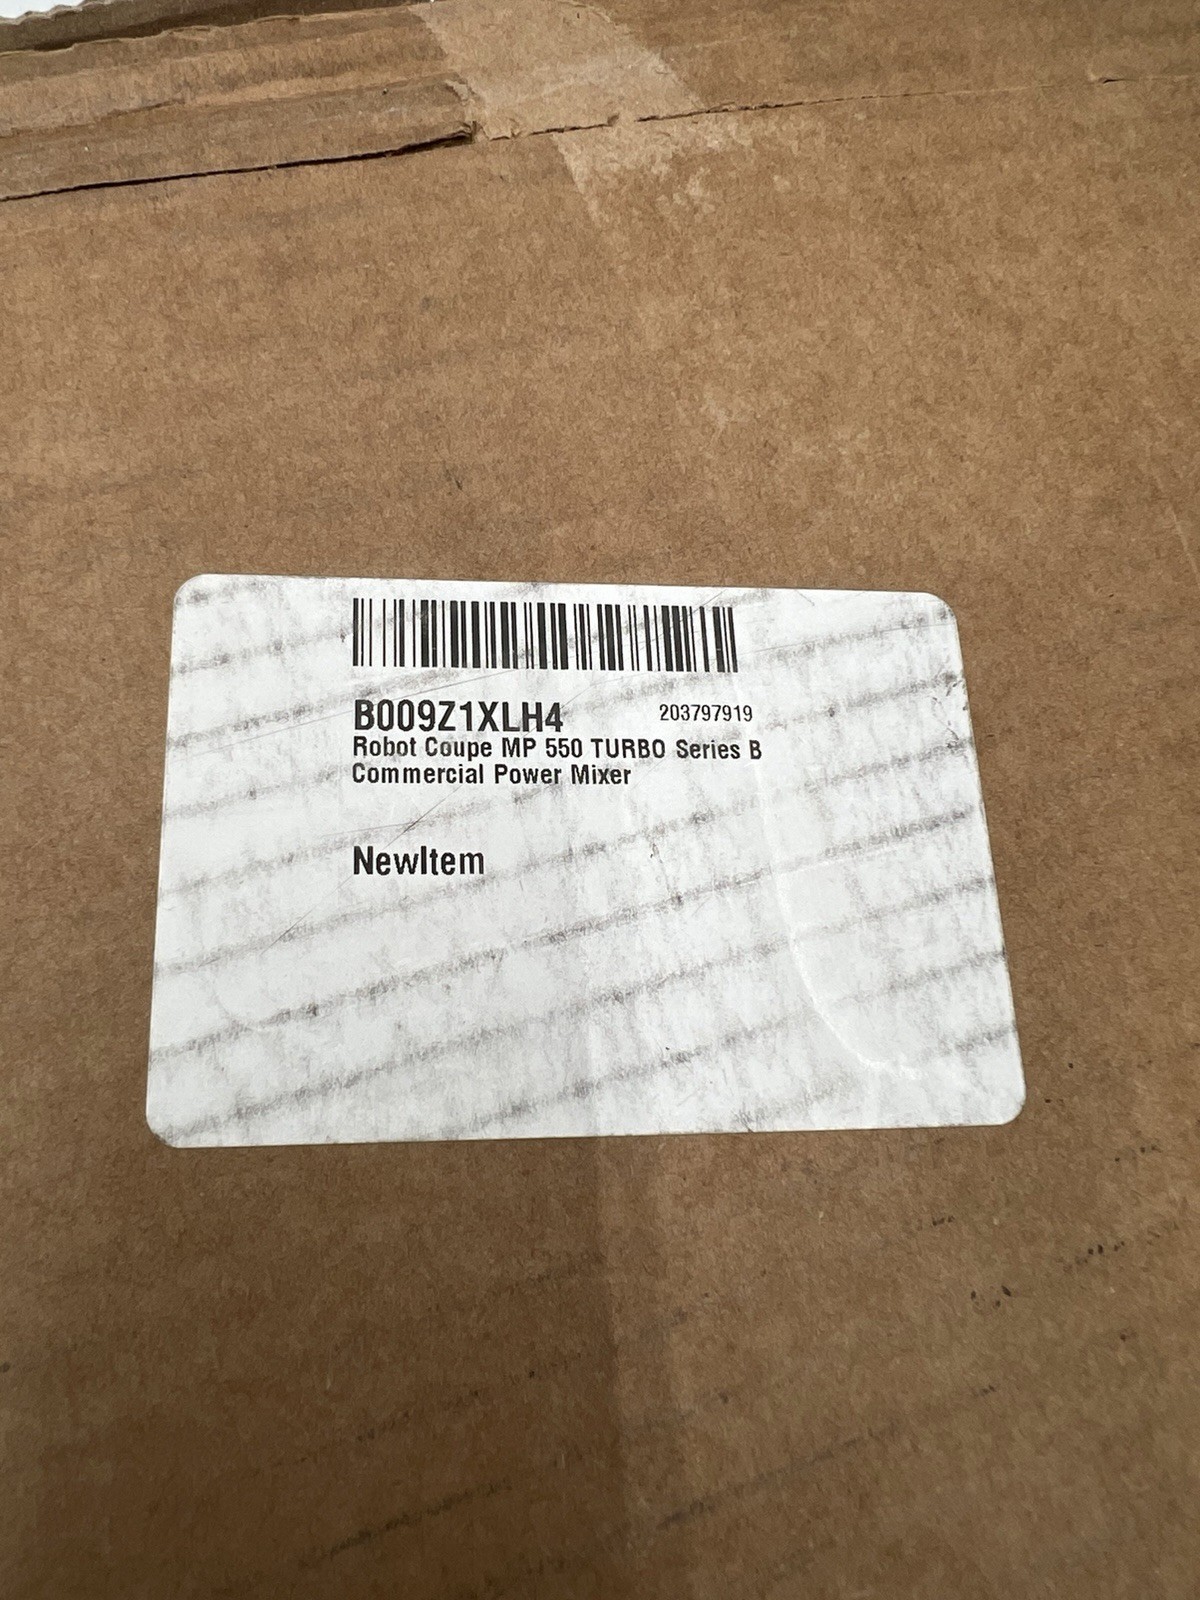 B009Z1XLH4 203797919
Robot Coupe MP 550 TURBO Series B
Commercial Power Mixer
NewItem